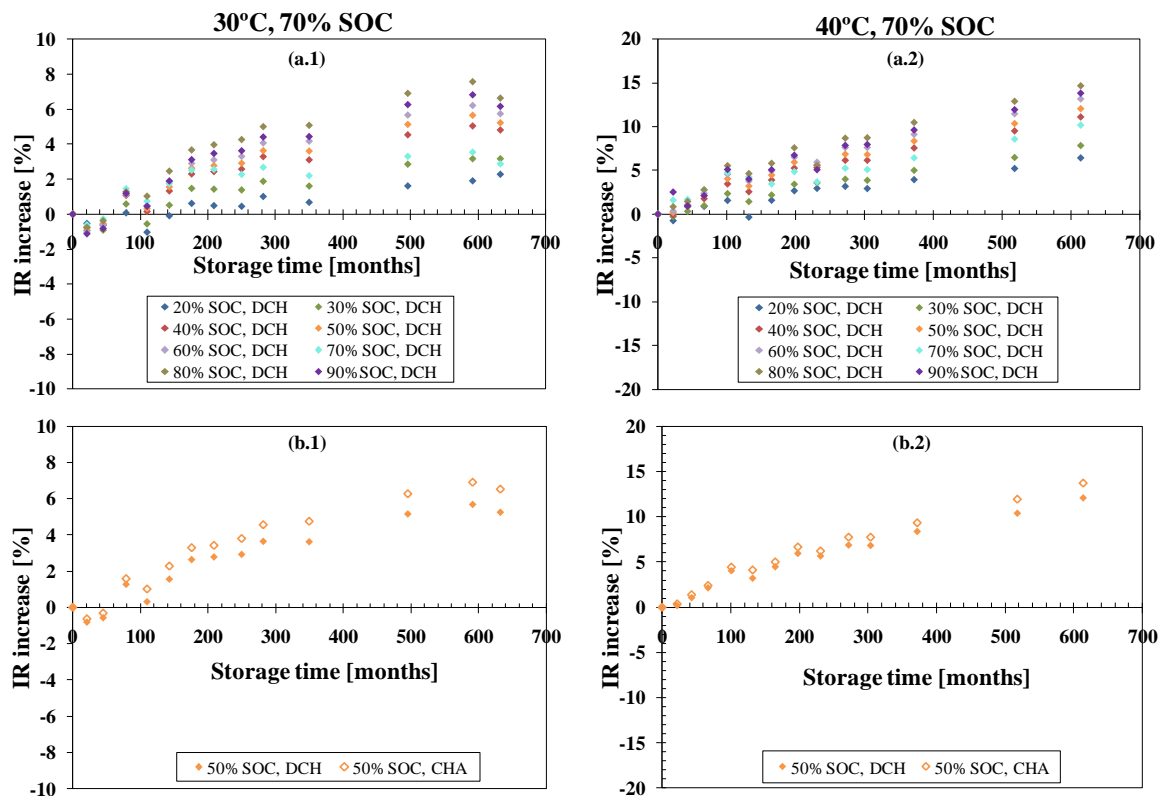 30ºC, 70% SOC
10
8
6
4
2
0
-2
-4
-6
-8
-10
0 100 200 300 400 500 600 700
IR increase [%]
Storage time [months]
(a.1)
20% SOC, DCH 30% SOC, DCH
40% SOC, DCH 50% SOC, DCH
60% SOC, DCH 70% SOC, DCH
80% SOC, DCH 90% SOC, DCH
40ºC, 70% SOC
20
15
10
5
0
-5
-10
-15
-20
0 100 200 300 400 500 600 700
IR increase [%]
Storage time [months]
(a.2)
20% SOC, DCH 30% SOC, DCH
40% SOC, DCH 50% SOC, DCH
60% SOC, DCH 70% SOC, DCH
80% SOC, DCH 90% SOC, DCH
10
8
6
4
2
0
-2
-4
-6
-8
-10
0 100 200 300 400 500 600 700
IR increase [%]
Storage time [months]
(b.1)
50% SOC, DCH 50% SOC, CHA
20
15
10
5
0
-5
-10
-15
-20
0 100 200 300 400 500 600 700
IR increase [%]
Storage time [months]
(b.2)
50% SOC, DCH 50% SOC, CHA